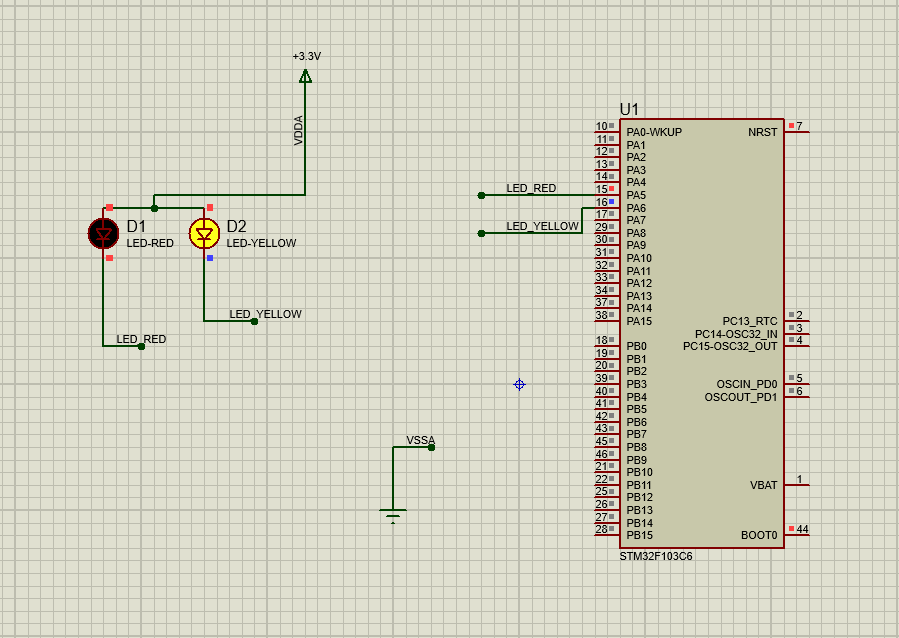 +3.3V
VDDA
D1
LED-RED
D2
LED-YELLOW
LED_YELLOW
LED_RED
VSSA
LED_RED
LED_YELLOW
U1
10 PA0-WKUP NRST 7
11 PA1
12 PA2
13 PA3
14 PA4
15 PA5
16 PA6
17 PA7
29 PA8
30 PA9
31 PA10
32 PA11
33 PA12
34 PA13
37 PA14
38 PA15 PC13_RTC 2
PC14-OSC32_IN 3
18 PB0 PC15-OSC32_OUT 4
19 PB1
20 PB2
39 PB3 OSCIN_PD0 5
40 PB4 OSCOUT_PD1 6
41 PB5
42 PB6
43 PB7
45 PB8
46 PB9
21 PB10
22 PB11 VBAT 1
25 PB12
26 PB13
27 PB14
28 PB15 BOOT0 44
STM32F103C6